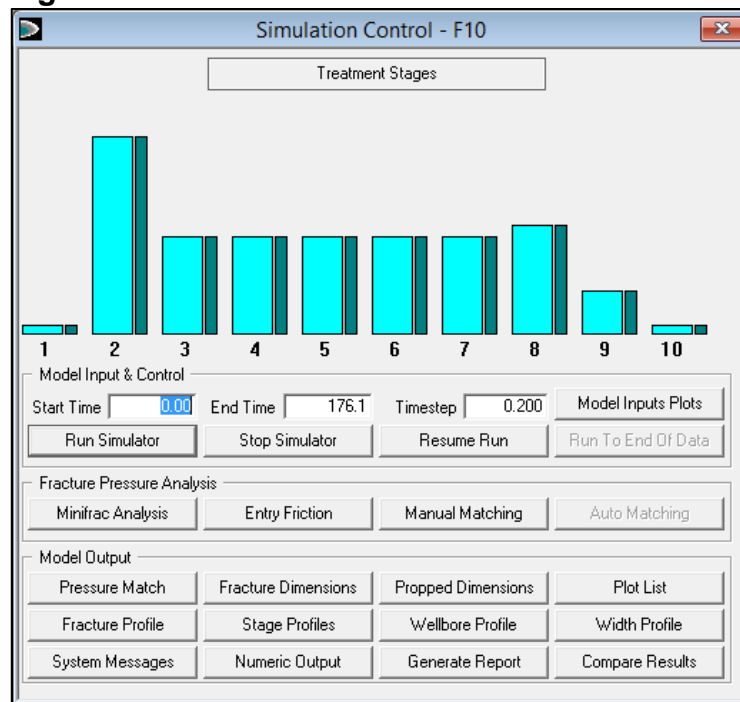 Simulation Control - F10
Treatment Stages
1 2 3 4 5 6 7 8 9 10
Model Input & Control
Start Time 0.00 End Time 176.1 Timestep 0.200 Model Inputs Plots
Run Simulator Stop Simulator Resume Run Run To End Of Data
Fracture Pressure Analysis
Minifrac Analysis Entry Friction Manual Matching Auto Matching
Model Output
Pressure Match Fracture Dimensions Propped Dimensions Plot List
Fracture Profile Stage Profiles Wellbore Profile Width Profile
System Messages Numeric Output Generate Report Compare Results